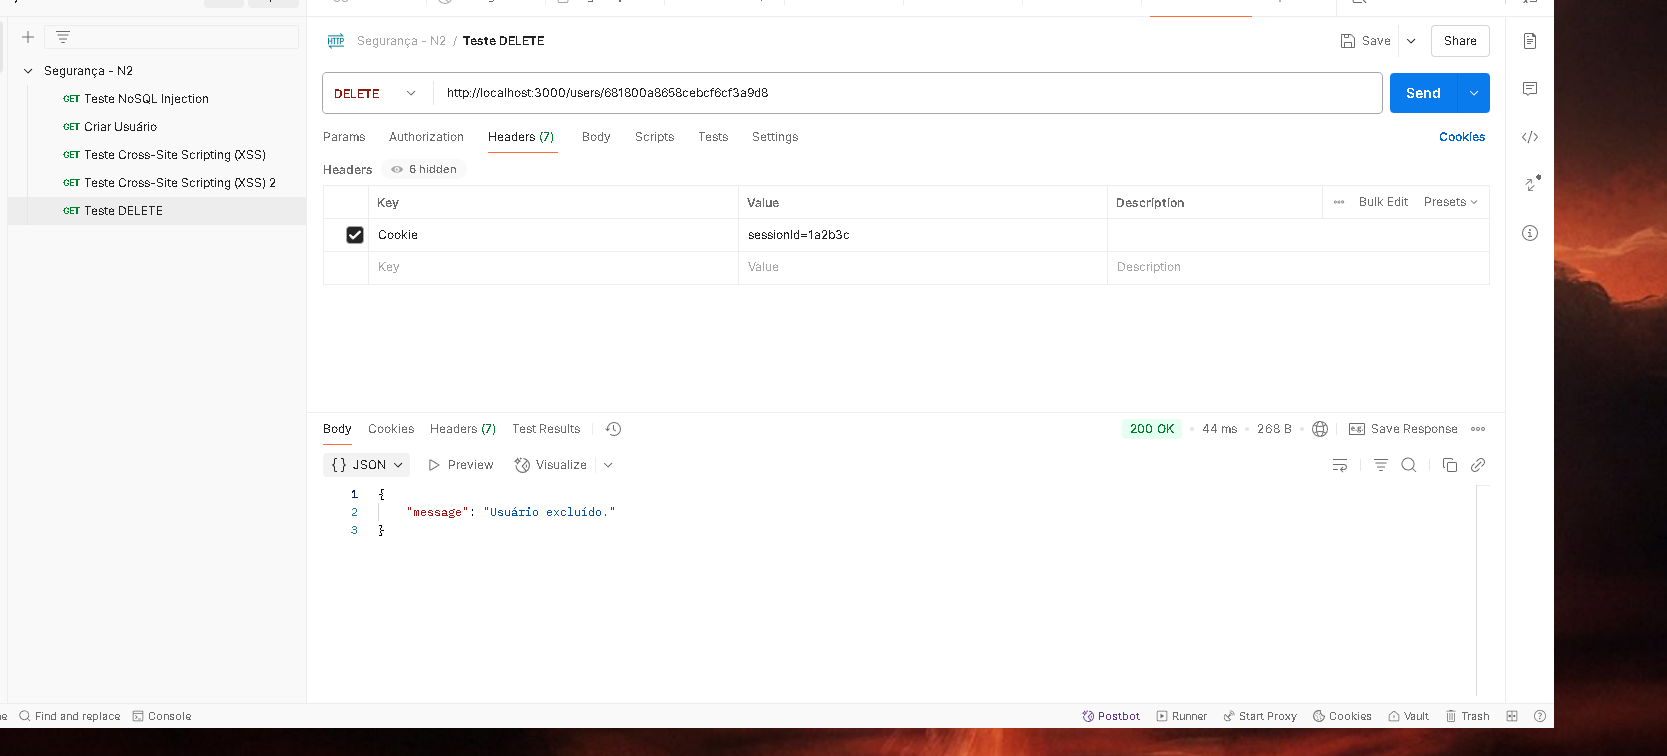 Segurança - N2 / Teste DELETE
Save
Share
Segurança - N2
GET Teste NoSQL Injection
GET Criar Usuário
GET Teste Cross-Site Scripting (XSS)
GET Teste Cross-Site Scripting (XSS) 2
GET Teste DELETE
HTTP
DELETE
http://localhost:3000/users/681800a8658cebcf6cf3a9d8
Send
Params Authorization Headers (7) Body Scripts Tests Settings Cookies
Headers 6 hidden
Key Value Description Bulk Edit Presets
Cookie sessionId=1a2b3c
Key Value Description
Body Cookies Headers (7) Test Results 200 OK 44 ms 268 B Save Response
{} JSON Preview Visualize
1 {
2 "message": "Usuário excluído."
3 }
Find and replace Console Postbot Runner Start Proxy Cookies Vault Trash